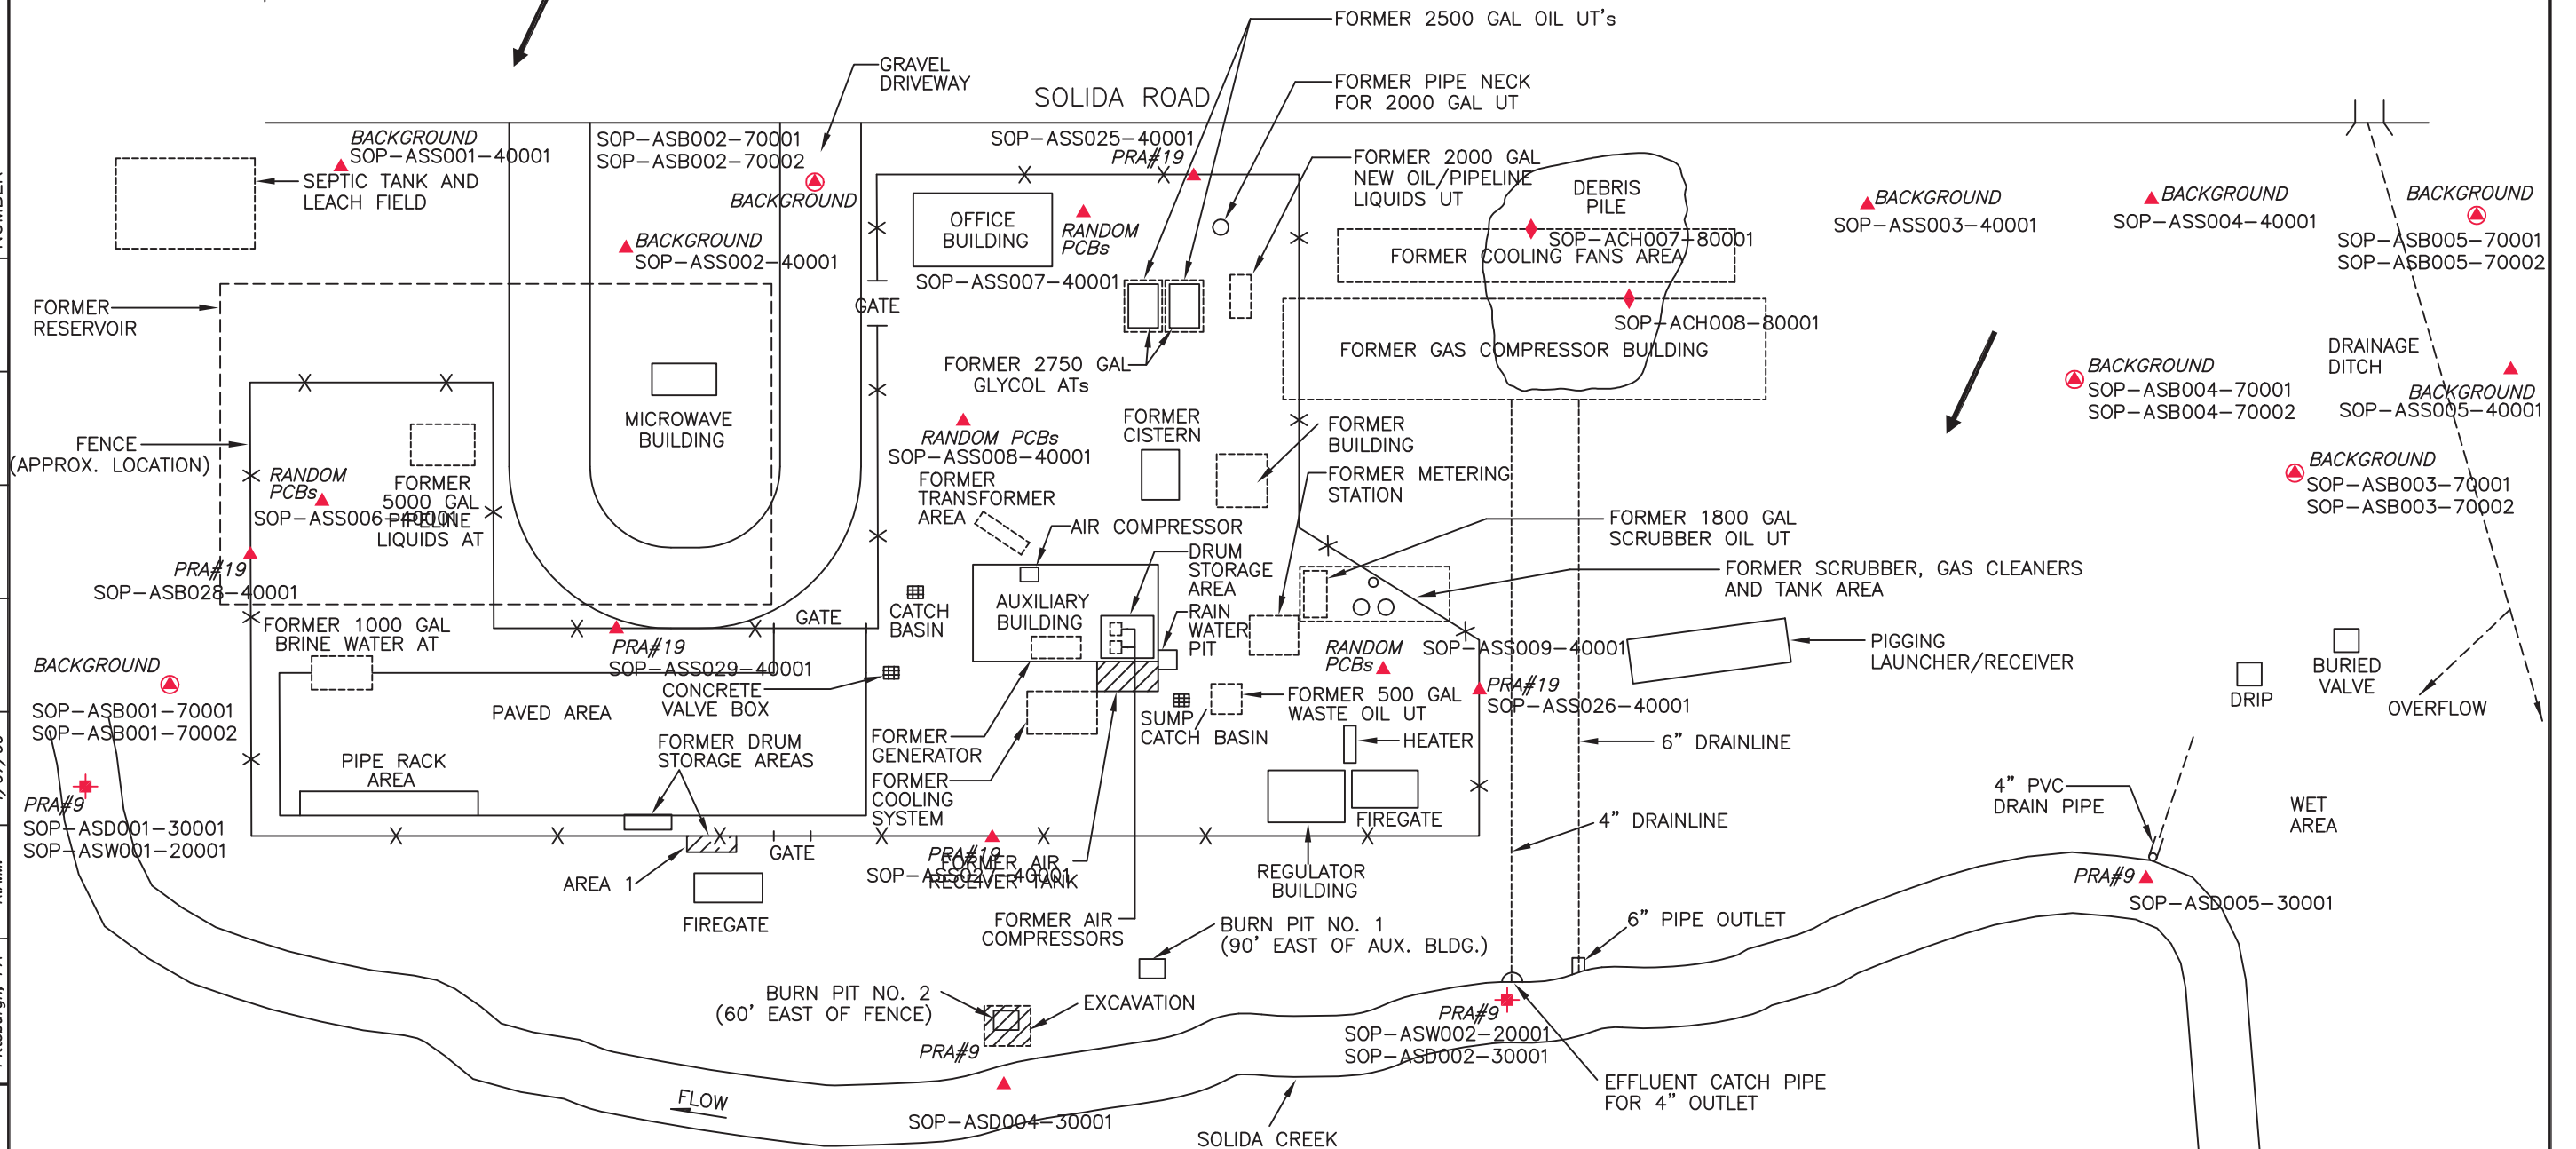 FORMER 2500 GAL OIL UT's
GRAVEL
DRIVEWAY
FORMER PIPE NECK
FOR 2000 GAL UT
SOLIDA ROAD
BACKGROUND
SOP-ASS001-40001
SEPTIC TANK AND
LEACH FIELD
SOP-ASB002-70001
SOP-ASB002-70002
BACKGROUND
SOP-ASS025-40001
PRA#19
FORMER 2000 GAL
NEW OIL/PIPELINE
LIQUIDS UT
DEBRIS
PILE
BACKGROUND
SOP-ASS003-40001
BACKGROUND
SOP-ASS004-40001
BACKGROUND
SOP-ASB005-70001
SOP-ASB005-70002
OFFICE
BUILDING
RANDOM
PCBs
SOP-ASS007-40001
BACKGROUND
SOP-ASS002-40001
SOP-ACH007-80001
FORMER COOLING FANS AREA
FORMER
RESERVOIR
GATE
SOP-ACH008-80001
FORMER GAS COMPRESSOR BUILDING
FORMER 2750 GAL
GLYCOL ATs
DRAINAGE
DITCH
BACKGROUND
SOP-ASB004-70001
SOP-ASB004-70002
BACKGROUND
SOP-ASS005-40001
MICROWAVE
BUILDING
FORMER
CISTERN
FORMER
BUILDING
FENCE
(APPROX. LOCATION)
RANDOM PCBs
SOP-ASS008-40001
BACKGROUND
SOP-ASB003-70001
SOP-ASB003-70002
RANDOM
PCBs
SOP-ASS006-40001
FORMER
5000 GAL
PIPELINE
LIQUIDS AT
FORMER
TRANSFORMER
AREA
FORMER METERING
STATION
AIR COMPRESSOR
FORMER 1800 GAL
SCRUBBER OIL UT
DRUM
STORAGE
AREA
PRA#19
SOP-ASB028-40001
FORMER SCRUBBER, GAS CLEANERS
AND TANK AREA
AUXILIARY
BUILDING
CATCH
BASIN
RAIN
WATER
PIT
GATE
FORMER 1000 GAL
BRINE WATER AT
PRA#19
SOP-ASS029-40001
RANDOM
PCBs
SOP-ASS009-40001
PIGGING
LAUNCHER/RECEIVER
BACKGROUND
SOP-ASB001-70001
SOP-ASB001-70002
CONCRETE
VALVE BOX
PAVED AREA
FORMER 500 GAL
WASTE OIL UT
PRA#19
SOP-ASS026-40001
DRIP
BURIED
VALVE
OVERFLOW
SUMP
CATCH BASIN
FORMER
GENERATOR
HEATER
6” DRAINLINE
FORMER DRUM
STORAGE AREAS
PIPE RACK
AREA
FORMER
COOLING
SYSTEM
4” PVC
DRAIN PIPE
WET
AREA
PRA#9
SOP-ASD001-30001
SOP-ASW001-20001
FIREGATE
4” DRAINLINE
GATE
PRA#19
SOP-ASS027-40001
FORMER AIR
RECEIVER TANK
AREA 1
REGULATOR
BUILDING
PRA#9
SOP-ASD005-30001
FIREGATE
FORMER AIR
COMPRESSORS
BURN PIT NO. 1
(90' EAST OF AUX. BLDG.)
6” PIPE OUTLET
BURN PIT NO. 2
(60' EAST OF FENCE)
EXCAVATION
PRA#9
SOP-ASW002-20001
SOP-ASD002-30001
PRA#9
EFFLUENT CATCH PIPE
FOR 4” OUTLET
FLOW
SOP-ASD004-30001
SOLIDA CREEK